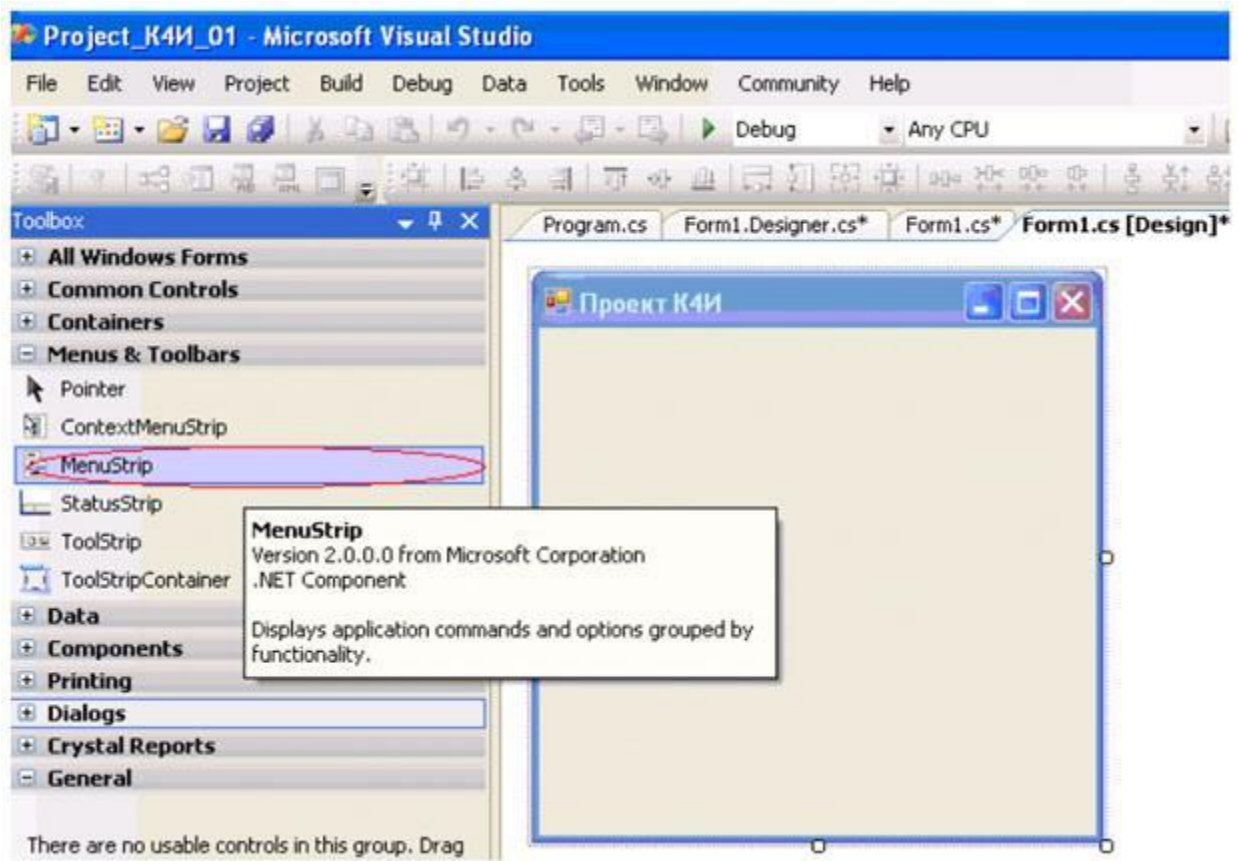 Project_К4И_01 - Microsoft Visual Studio
File Edit View Project Build Debug Data Tools Window Community Help
Debug Any CPU
Toolbox
Program.cs Form1.Designer.cs* Form1.cs* Form1.cs [Design]*
All Windows Forms
Common Controls
Containers
Menus & Toolbars
Pointer
ContextMenuStrip
MenuStrip
StatusStrip
ToolStrip
ToolStripContainer
Data
Components
Printing
Dialogs
Crystal Reports
General
There are no usable controls in this group. Drag
Проект К4И
MenuStrip
Version 2.0.0.0 from Microsoft Corporation
.NET Component
Displays application commands and options grouped by
functionality.